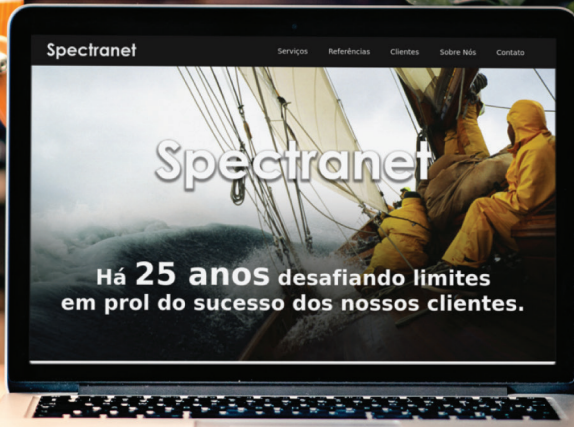 Spectranet
Serviços Referências Clientes Sobre Nós Contato
Spectranet
Há 25 anos desafiando limites
em prol do sucesso dos nossos clientes.